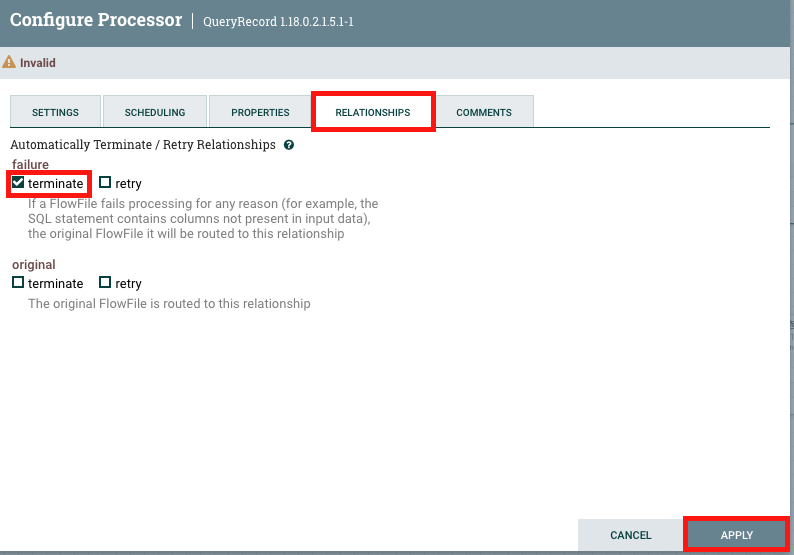 Configure Processor | QueryRecord 1.18.0.2.1.5.1-1
Invalid
SETTINGS SCHEDULING PROPERTIES RELATIONSHIPS COMMENTS
Automatically Terminate / Retry Relationships ?
failure
terminate retry
If a FlowFile fails processing for any reason (for example, the
SQL statement contains columns not present in input data),
the original FlowFile it will be routed to this relationship
original
terminate retry
The original FlowFile is routed to this relationship
CANCEL APPLY